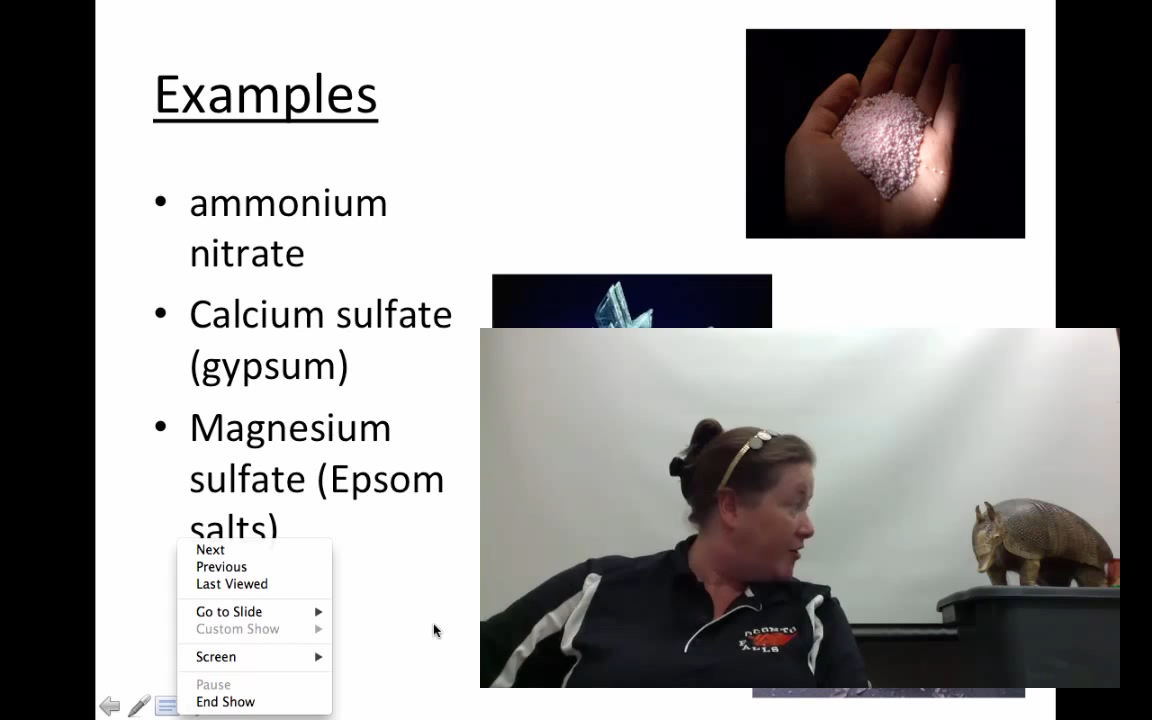 Examples
• ammonium
nitrate
• Calcium sulfate
(gypsum)
• Magnesium
sulfate (Epsom
salts)
Next
Previous
Last Viewed
Go to Slide
Custom Show
Screen
Pause
End Show
FALLS